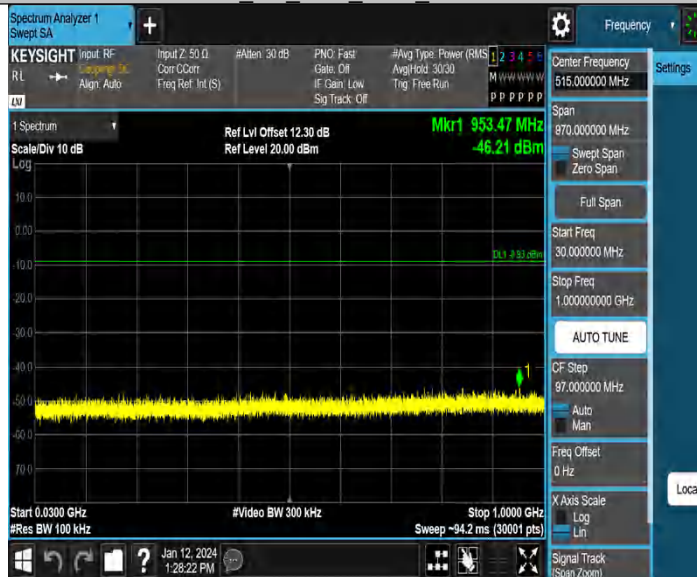 Spectrum Analyzer 1
Swept SA
Frequency
KEYSIGHT
RL
Input: RF
Coupling: DC
Align: Auto
Input Z: 50 Ω
Corr CCorr
Freq Ref: Int (S)
#Atten: 30 dB
PNO: Fast
Gate: Off
IF Gain: Low
Sig Track: Off
#Avg Type: Power (RMS
Avg|Hold: 30/30
Trig: Free Run
1 2 3 4 5 6
M W W W W W
P P P P P P
LXI
1 Spectrum
Scale/Div 10 dB
Log
Ref Lvl Offset 12.30 dB
Ref Level 20.00 dBm
Mkr1 953.47 MHz
-46.21 dBm
10.0
0.00
-10.0
-20.0
-30.0
-40.0
-50.0
-60.0
-70.0
1
Start 0.0300 GHz
#Res BW 100 kHz
#Video BW 300 kHz
Stop 1.0000 GHz
Sweep ~94.2 ms (30001 pts)
Jan 12, 2024
1:28:22 PM
Center Frequency
515.000000 MHz
Settings
Span
970.000000 MHz
Swept Span
Zero Span
Full Span
Start Freq
30.000000 MHz
Stop Freq
1.000000000 GHz
AUTO TUNE
CF Step
97.000000 MHz
Auto
Man
Freq Offset
0 Hz
Local
X Axis Scale
Log
Lin
Signal Track
(Span Zoom)